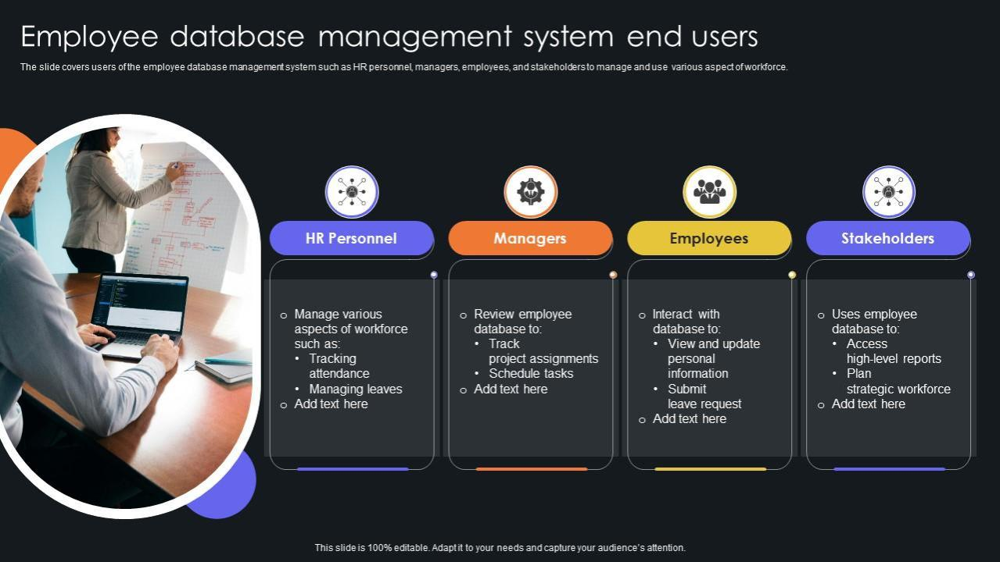 Employee database management system end users
The slide covers users of the employee database management system such as HR personnel, managers, employees, and stakeholders to manage and use various aspect of workforce.
HR Personnel
Manage various
aspects of workforce
such as:
• Tracking
attendance
• Managing leaves
Add text here
Managers
Review employee
database to:
• Track
project assignments
• Schedule tasks
Add text here
Employees
Interact with
database to:
• View and update
personal
information
• Submit
leave request
Add text here
Stakeholders
Uses employee
database to:
• Access
high-level reports
• Plan
strategic workforce
Add text here
This slide is 100% editable. Adapt it to your needs and capture your audience's attention.